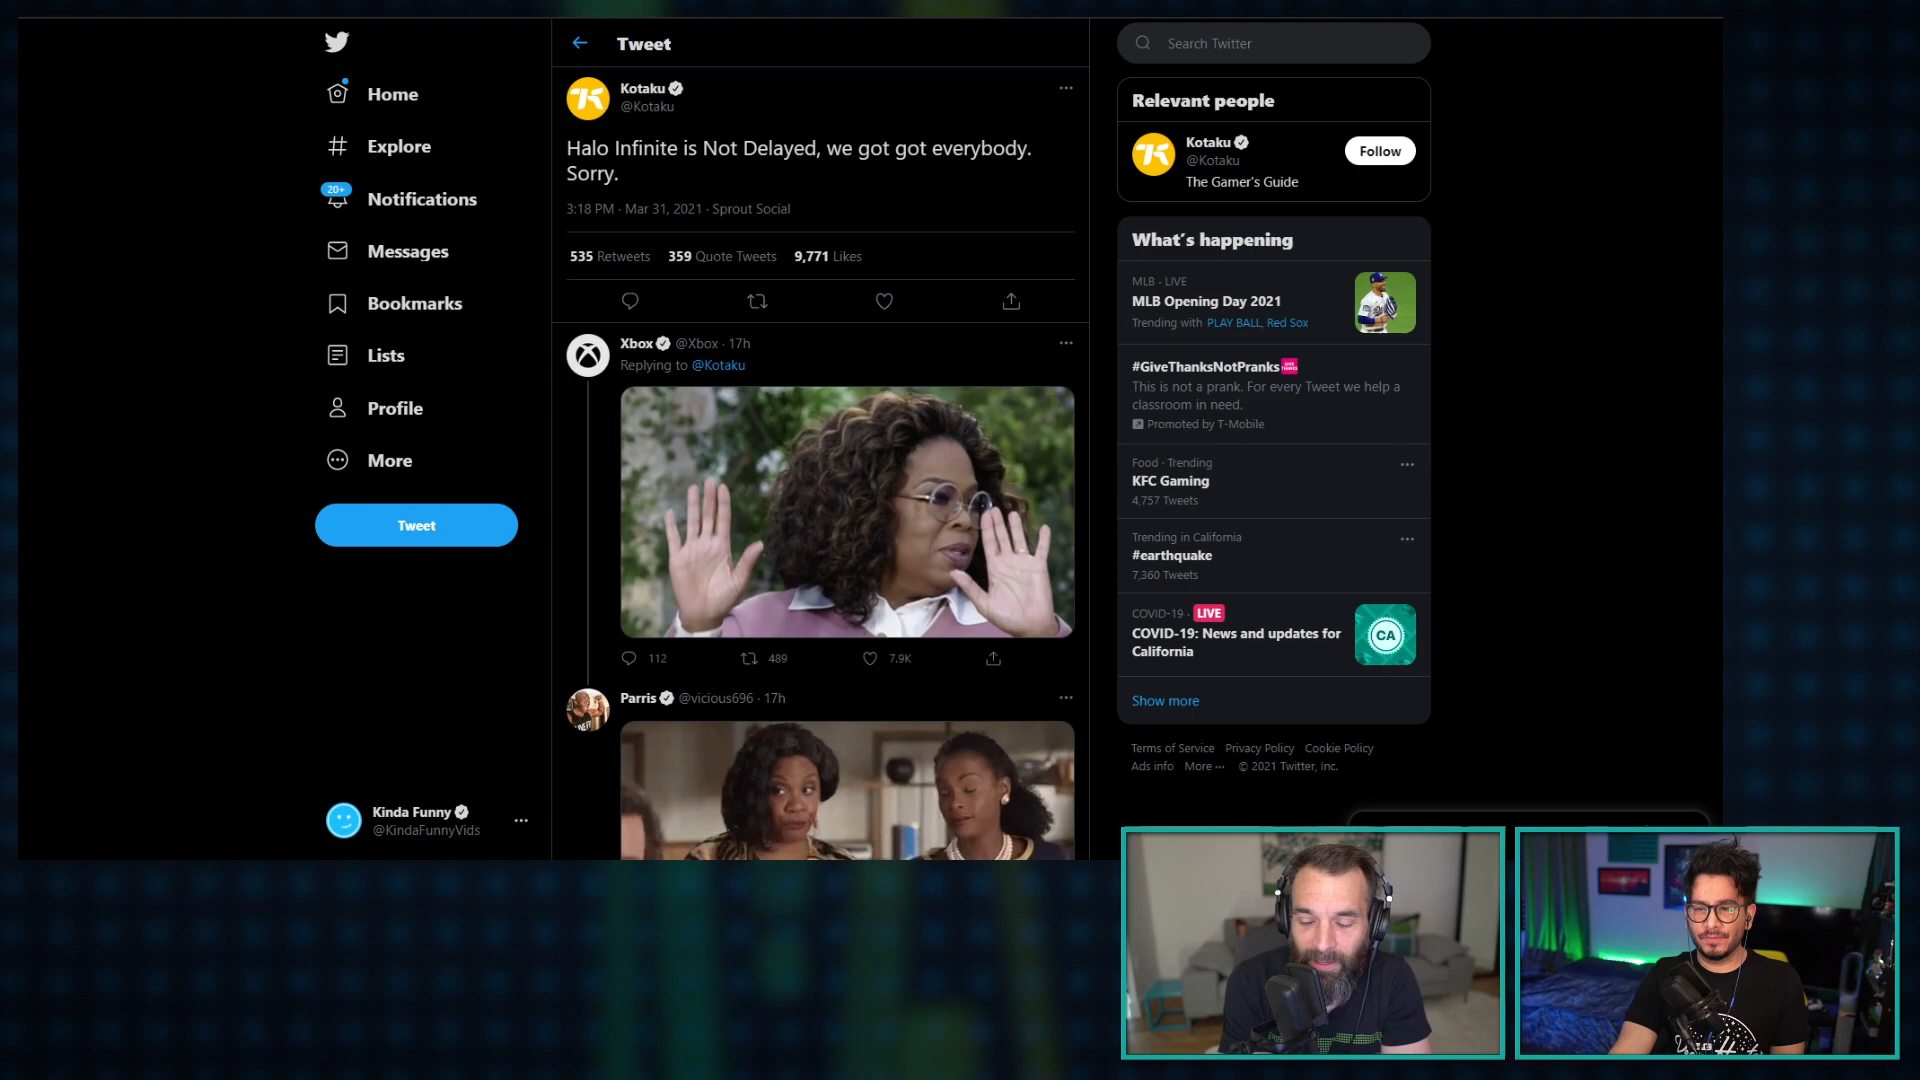 Home
Explore
20+
Notifications
Messages
Bookmarks
Lists
Profile
More
Tweet
Kinda Funny
@KindaFunnyVids
Tweet
Kotaku
@Kotaku
Halo Infinite is Not Delayed, we got got everybody.
Sorry.
3:18 PM · Mar 31, 2021 · Sprout Social
535 Retweets 359 Quote Tweets 9,771 Likes
Xbox @Xbox · 17h
Replying to @Kotaku
112 489 7.9K
Parris @vicious696 · 17h
Search Twitter
Relevant people
Kotaku
@Kotaku
Follow
The Gamer's Guide
What's happening
MLB · LIVE
MLB Opening Day 2021
Trending with PLAY BALL, Red Sox
#GiveThanksNotPranks
This is not a prank. For every Tweet we help a
classroom in need.
Promoted by T-Mobile
Food · Trending
KFC Gaming
4,757 Tweets
Trending in California
#earthquake
7,360 Tweets
COVID-19 · LIVE
COVID-19: News and updates for
California
CA
Show more
Terms of Service Privacy Policy Cookie Policy
Ads info More ··· © 2021 Twitter, Inc.